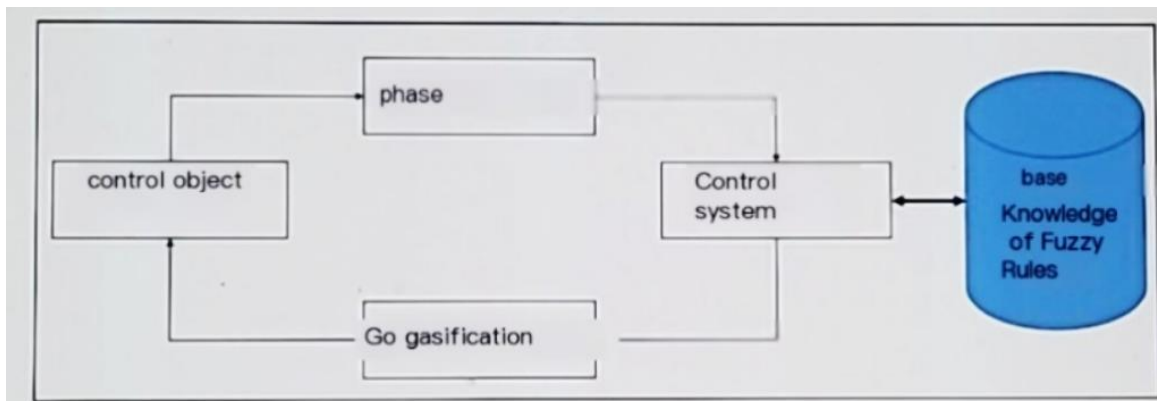 phase
control object
Control
system
base
Knowledge
of Fuzzy
Rules
Go gasification